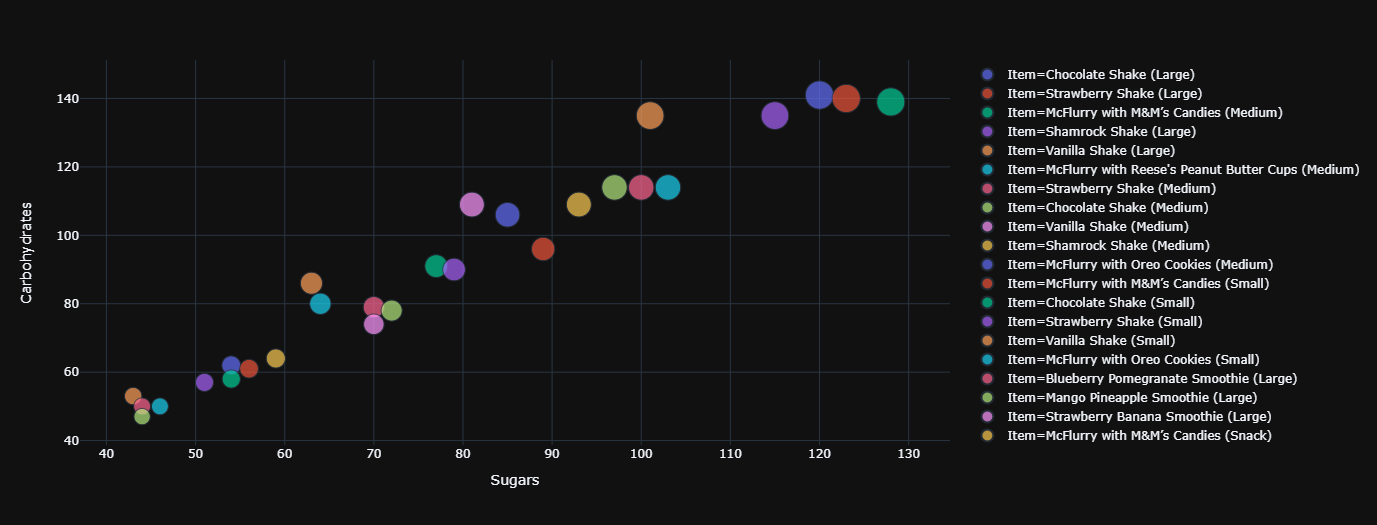 Item=Chocolate Shake (Large)
Item=Strawberry Shake (Large)
Item=McFlurry with M&M’s Candies (Medium)
Item=Shamrock Shake (Large)
Item=Vanilla Shake (Large)
Item=McFlurry with Reese's Peanut Butter Cups (Medium)
Item=Strawberry Shake (Medium)
Item=Chocolate Shake (Medium)
Item=Vanilla Shake (Medium)
Item=Shamrock Shake (Medium)
Item=McFlurry with Oreo Cookies (Medium)
Item=McFlurry with M&M’s Candies (Small)
Item=Chocolate Shake (Small)
Item=Strawberry Shake (Small)
Item=Vanilla Shake (Small)
Item=McFlurry with Oreo Cookies (Small)
Item=Blueberry Pomegranate Smoothie (Large)
Item=Mango Pineapple Smoothie (Large)
Item=Strawberry Banana Smoothie (Large)
Item=McFlurry with M&M’s Candies (Snack)
Carbohydrates
140
120
100
80
60
40
40 50 60 70 80 90 100 110 120 130
Sugars